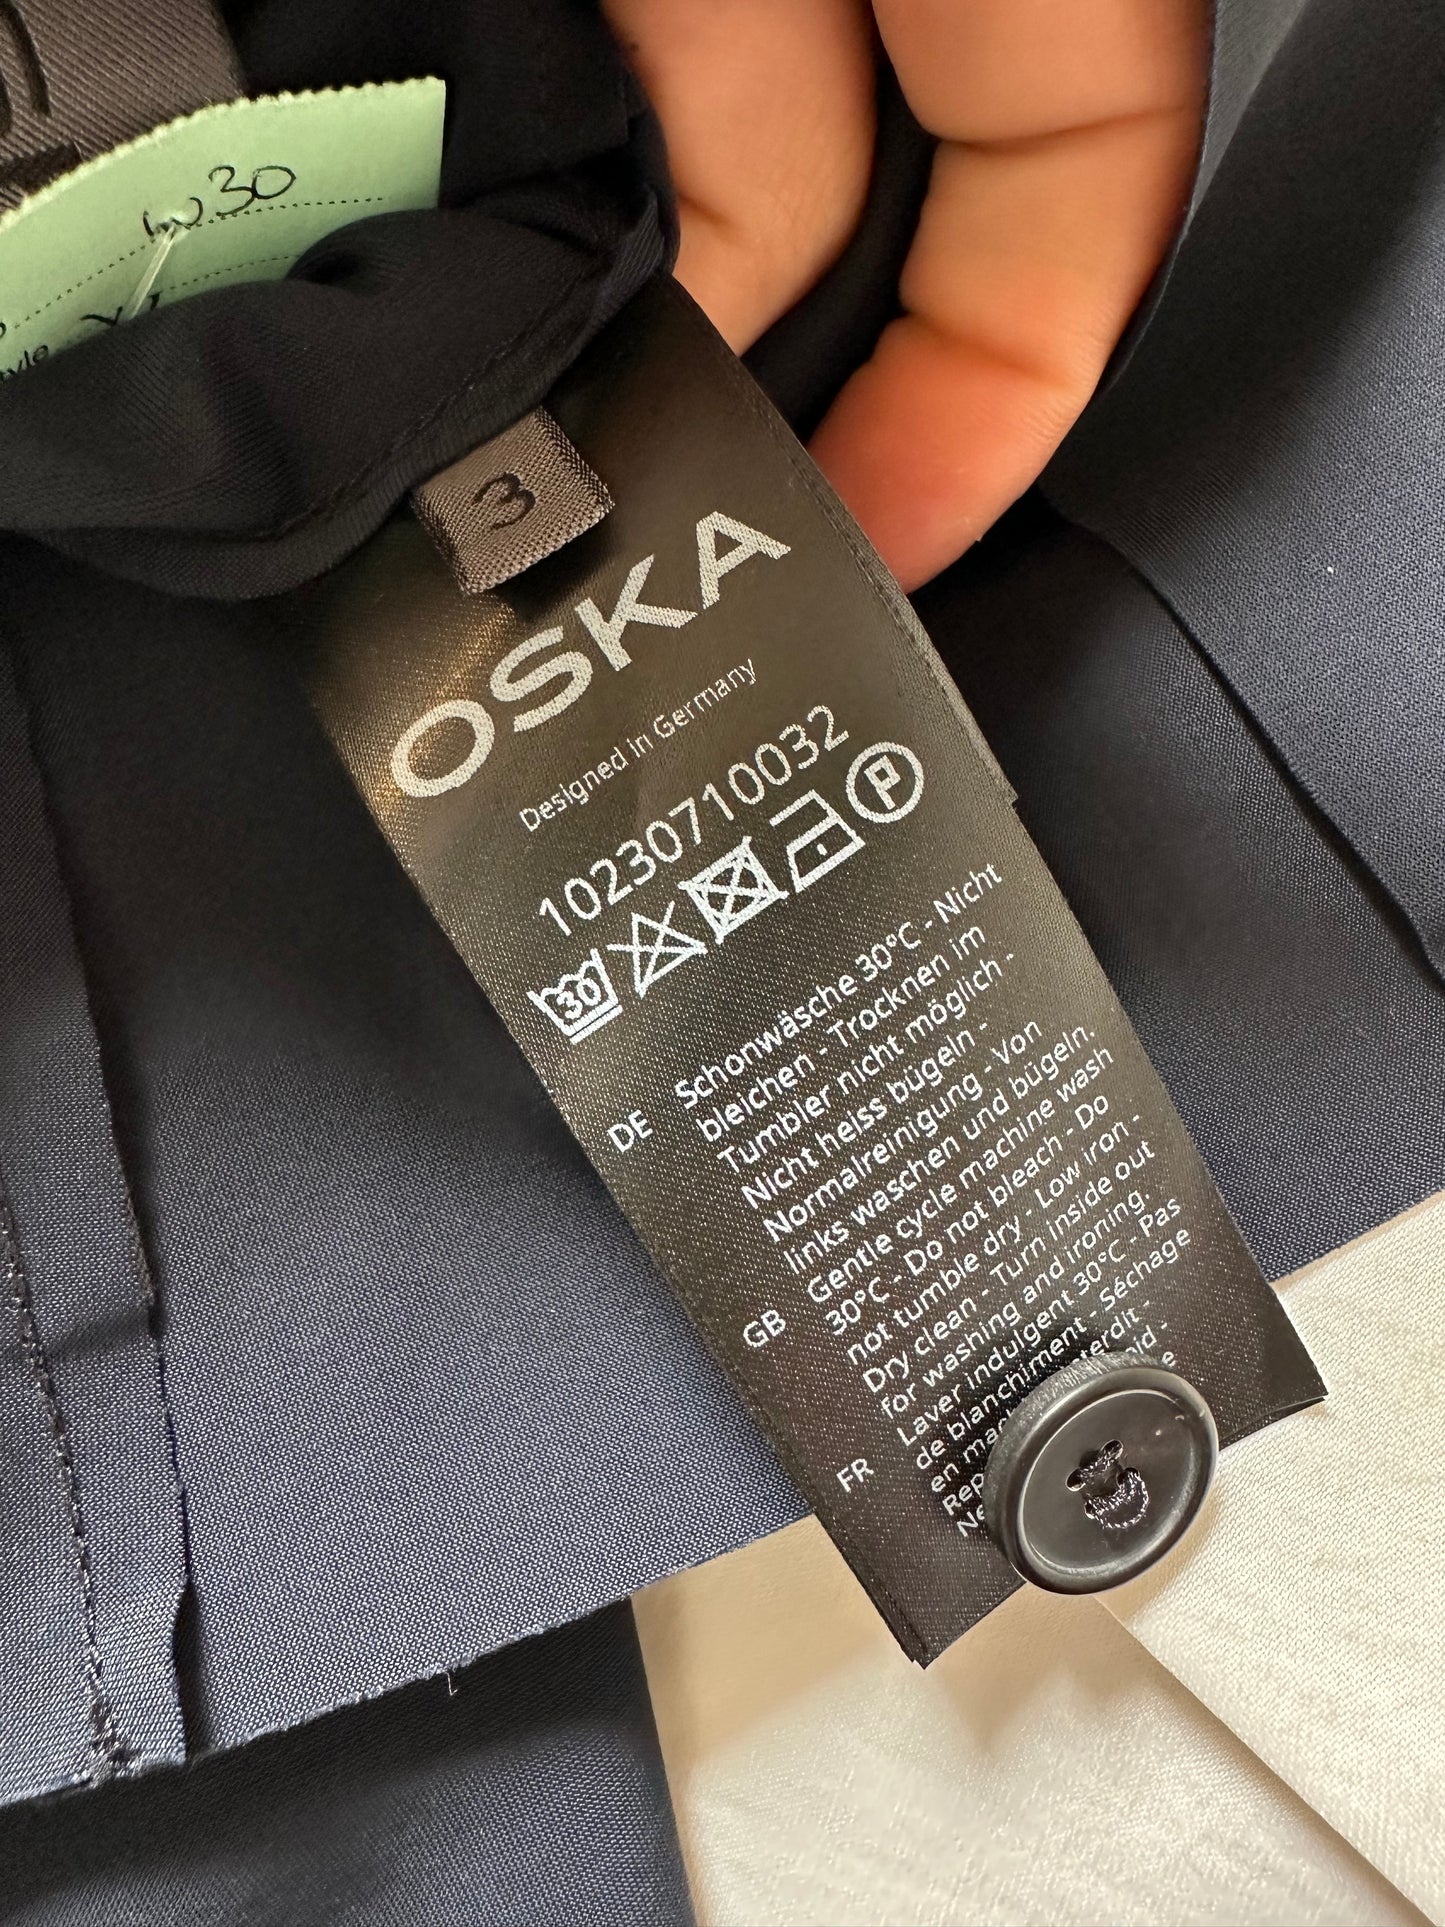 w30
3
OSKA
Designed in Germany
10230710032
30
P
DE
Schonwäsche 30°C - Nicht
bleichen - Trocknen im
Tumbler nicht möglich -
Nicht heiss bügeln -
Normalreinigung - Von
links waschen und bügeln.
GB
Gentle cycle machine wash
30°C - Do not bleach - Do
not tumble dry - Low iron -
Dry clean - Turn inside out
for washing and ironing.
FR
Laver indulgent 30°C - Pas
de blanchiment - Séchage
en